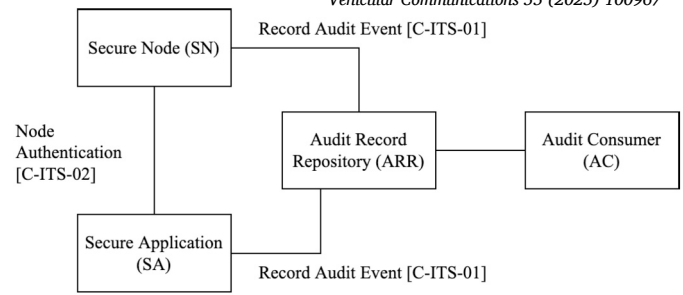 Vehicular Communications 53 (2025) 100967
Record Audit Event [C-ITS-01]
Secure Node (SN)
Node
Authentication
[C-ITS-02]
Audit Record
Repository (ARR)
Audit Consumer
(AC)
Secure Application
(SA)
Record Audit Event [C-ITS-01]